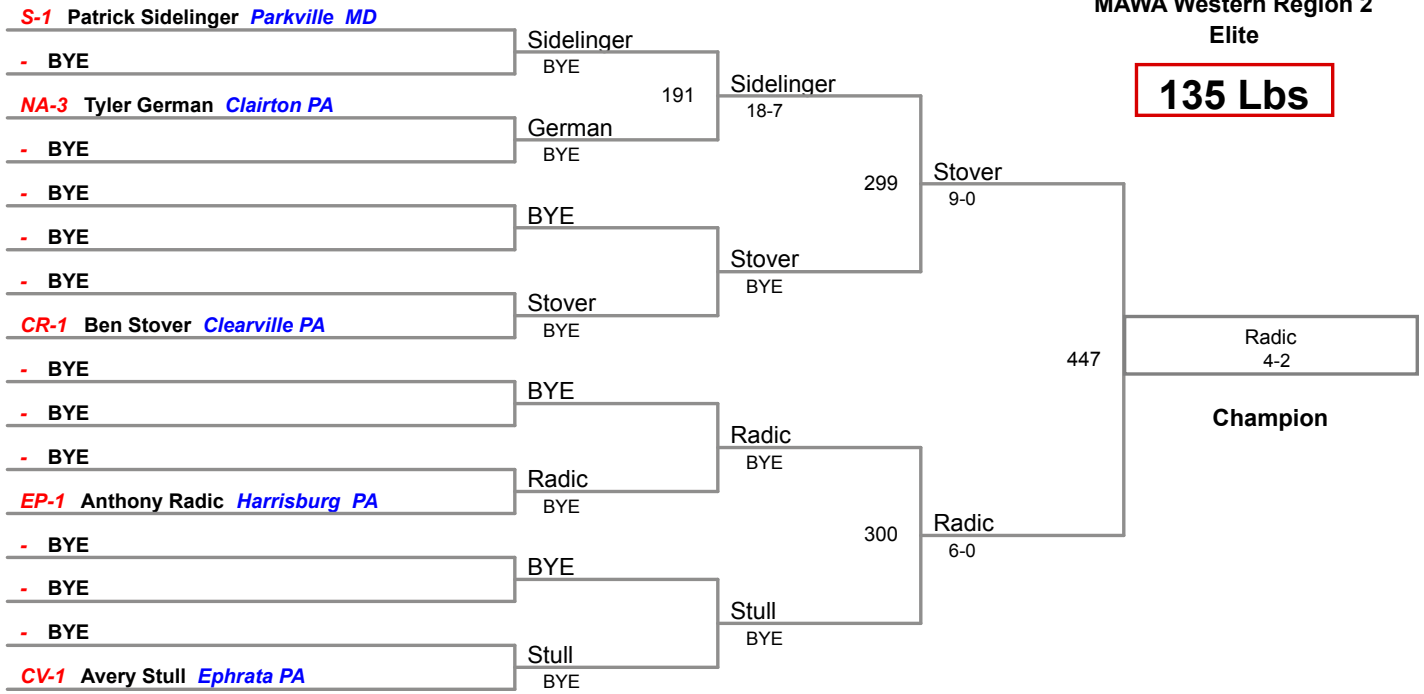 MAWA Western Region 2
Elite
135 Lbs
S-1 Patrick Sidelinger Parkville MD
- BYE
NA-3 Tyler German Clairton PA
- BYE
- BYE
- BYE
- BYE
CR-1 Ben Stover Clearville PA
- BYE
- BYE
- BYE
EP-1 Anthony Radic Harrisburg PA
- BYE
- BYE
- BYE
CV-1 Avery Stull Ephrata PA
Sidelinger
BYE
German
BYE
BYE
Stover
BYE
BYE
Radic
BYE
BYE
Stull
BYE
191
Sidelinger
18-7
Stover
BYE
Radic
BYE
Stull
BYE
299
Stover
9-0
300
Radic
6-0
447
Radic
4-2
Champion